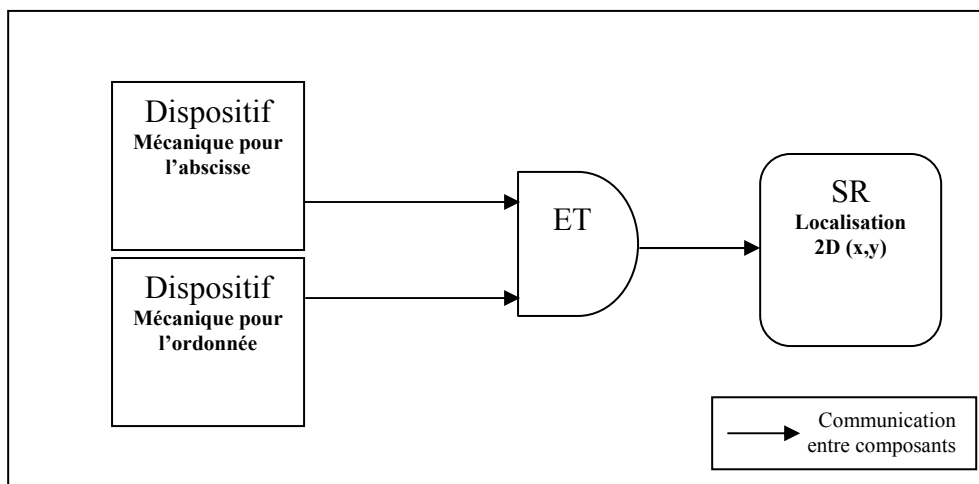 Dispositif
Mécanique pour
l’abscisse
Dispositif
Mécanique pour
l’ordonnée
ET
SR
Localisation
2D (x,y)
Communication
entre composants